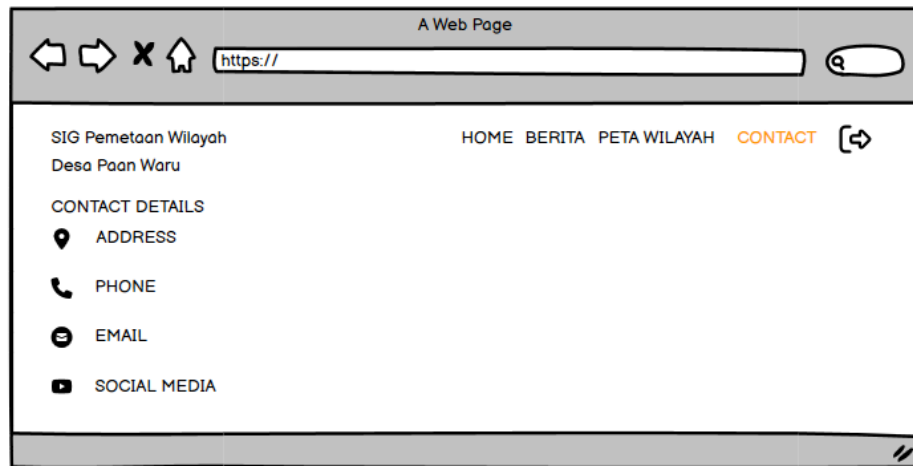 A Web Page
https://
SIG Pemetaan Wilayah
Desa Paan Waru
HOME BERITA PETA WILAYAH CONTACT
CONTACT DETAILS
ADDRESS
PHONE
EMAIL
SOCIAL MEDIA